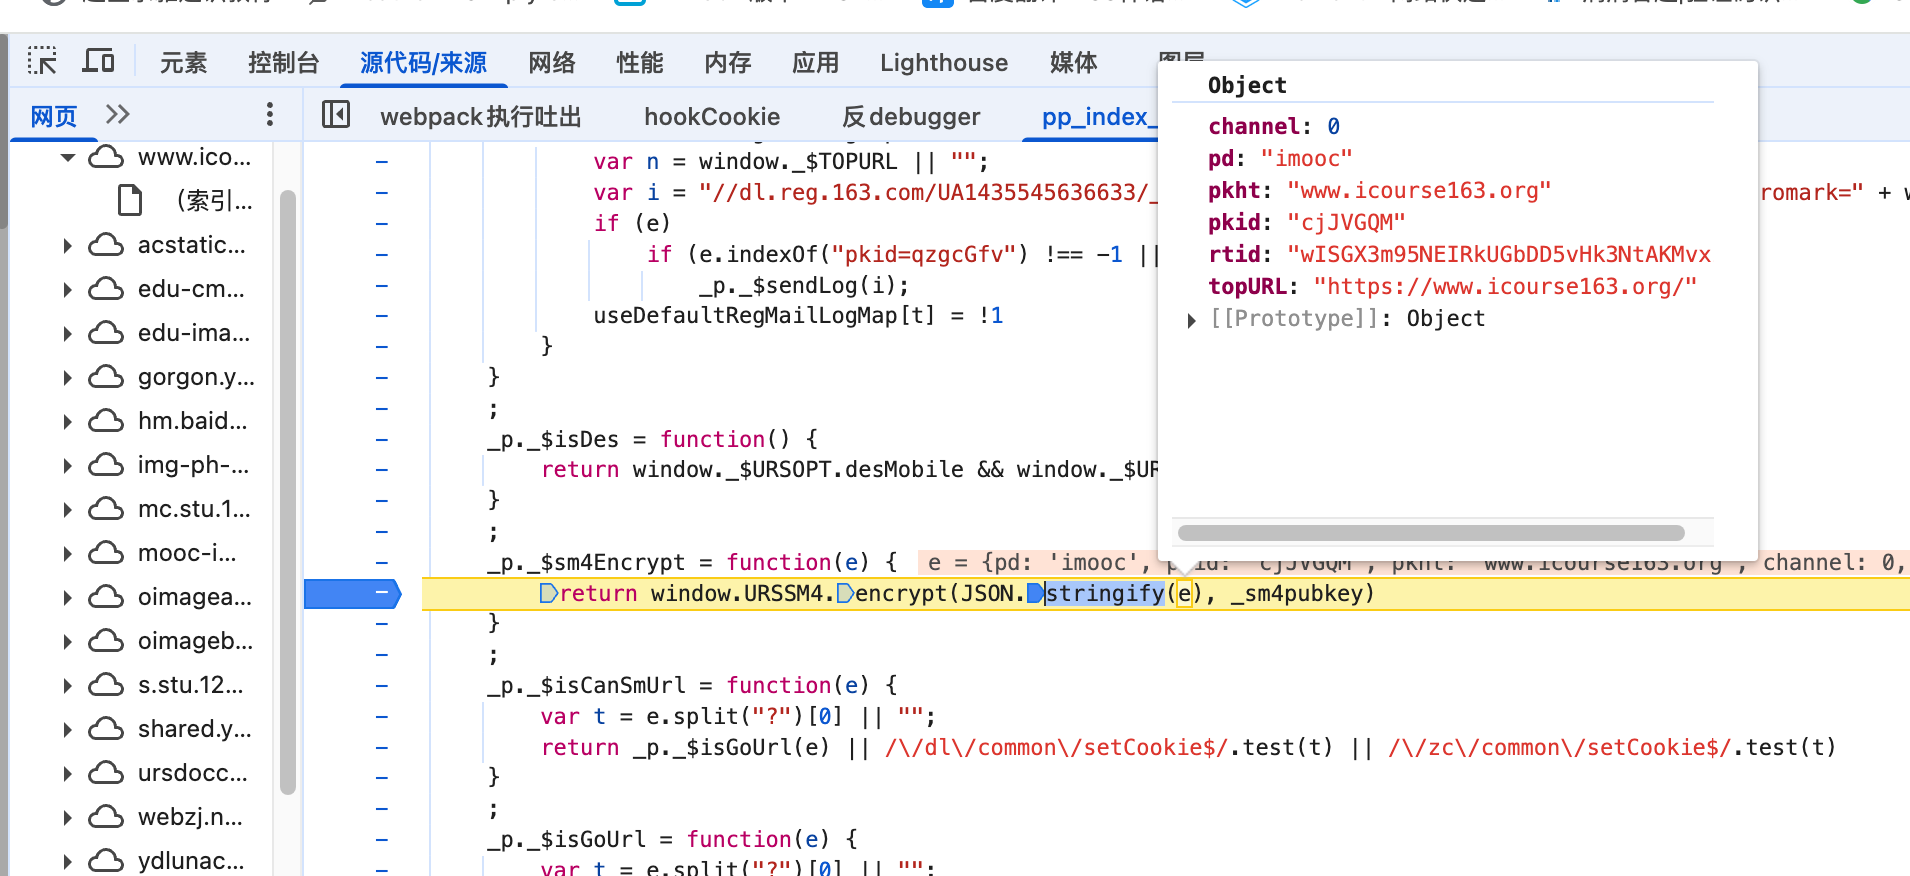 元素 控制台 源代码/来源 网络 性能 内存 应用 Lighthouse 媒体
网页
webpack执行吐出 hookCookie 反debugger pp_index_
www.ico...
（索引...
acstatic...
edu-cm...
edu-ima...
gorgon.y...
hm.baid...
img-ph-...
mc.stu.1...
mooc-i...
oimagea...
oimageb...
s.stu.12...
shared.y...
ursdocc...
webzj.n...
ydlunac...
var n = window._$TOPURL || "";
var i = "//dl.reg.163.com/UA1435545636633/_ romark=" + w
if (e)
if (e.indexOf("pkid=qzgcGfv") !== -1 ||
_p._$sendLog(i);
useDefaultRegMailLogMap[t] = !1
}
}
;
_p._$isDes = function() {
return window._$URSOPT.desMobile && window._$UR
}
;
_p._$sm4Encrypt = function(e) { e = {pd: 'imooc', pkid: 'cjJVGQM', pkht: 'www.icourse163.org', channel: 0,
return window.URSSM4.encrypt(JSON.stringify(e), _sm4pubkey)
}
;
_p._$isCanSmUrl = function(e) {
var t = e.split("?")[0] || "";
return _p._$isGoUrl(e) || /\/dl\/common\/setCookie$/.test(t) || /\/zc\/common\/setCookie$/.test(t)
}
;
_p._$isGoUrl = function(e) {
var t = e.split("?")[0] || "";
Object
channel: 0
pd: "imooc"
pkht: "www.icourse163.org"
pkid: "cjJVGQM"
rtid: "wISGX3m95NEIRkUGbDD5vHk3NtAKMvx
topURL: "https://www.icourse163.org/"
[[Prototype]]: Object